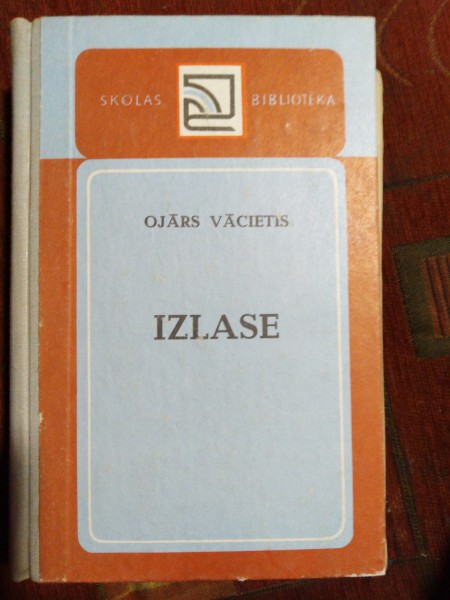 SKOLAS BIBLIOTĒKA
OJĀRS VĀCIETIS
IZLASE